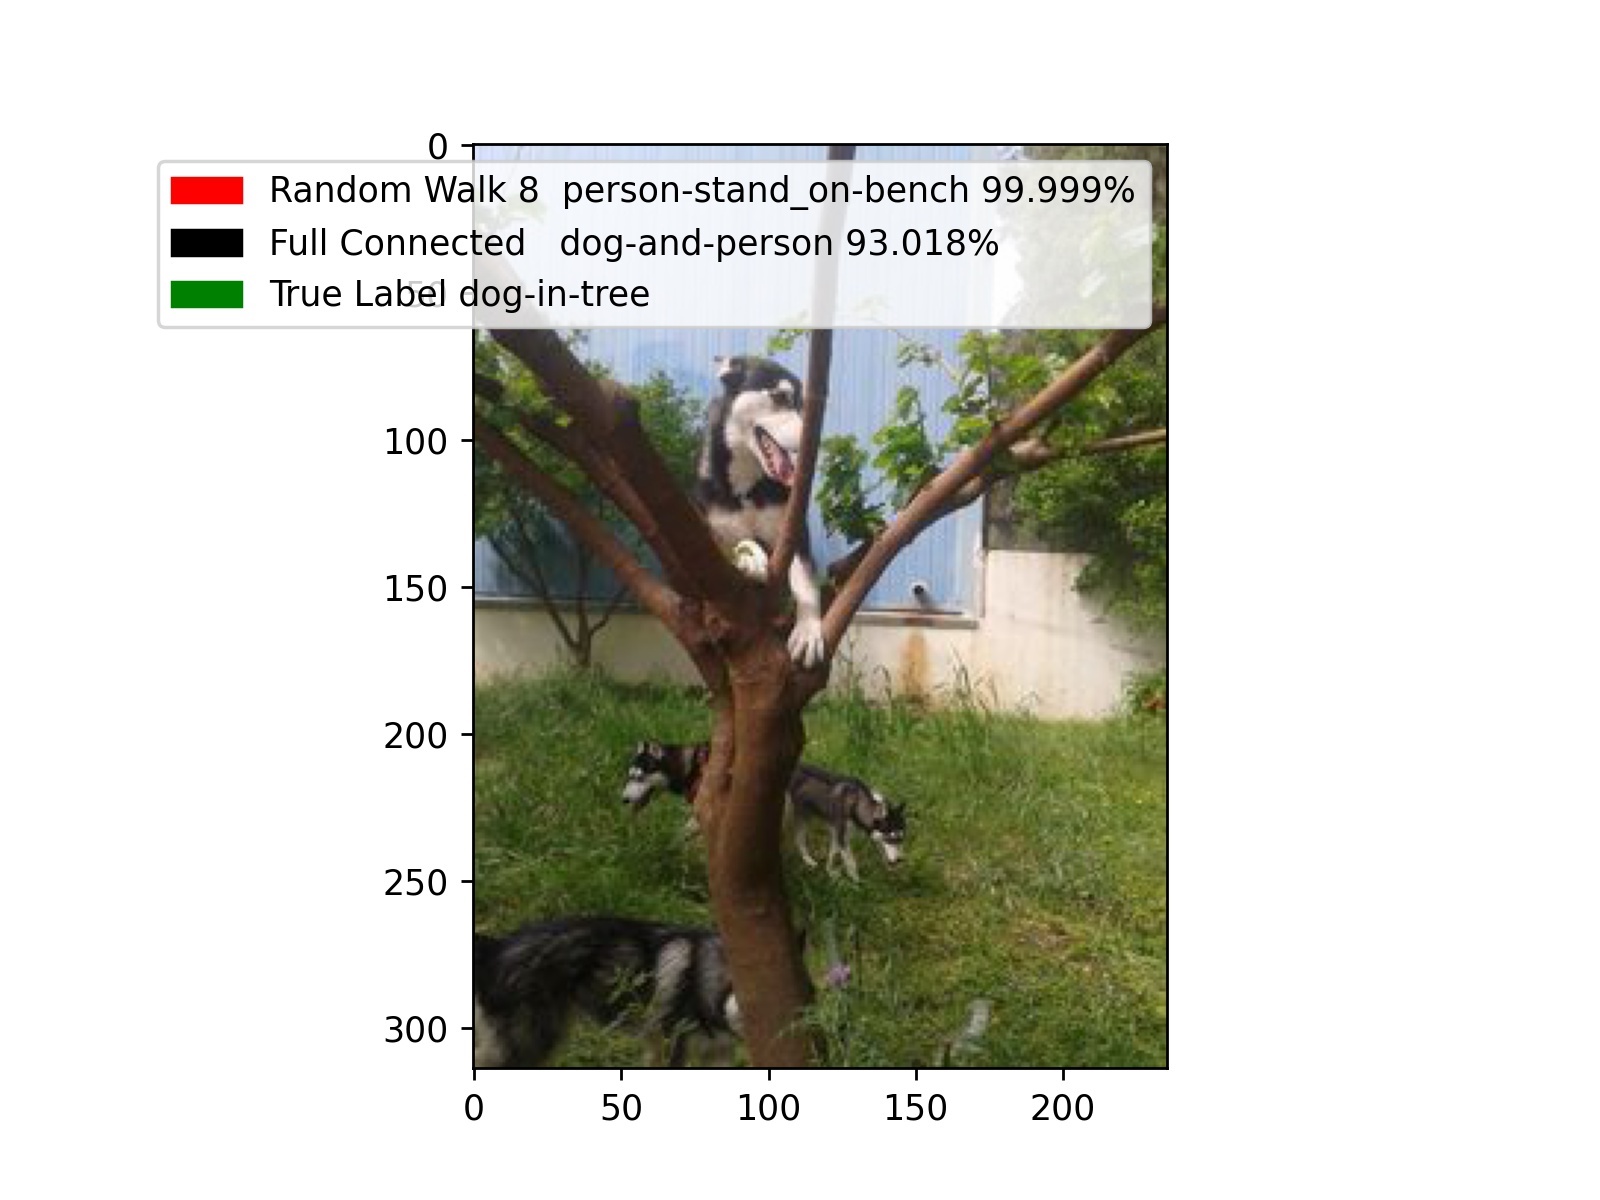 0
Random Walk 8  person-stand_on-bench 99.999%
Full Connected   dog-and-person 93.018%
True Label dog-in-tree
50
100
150
200
250
300
0 50 100 150 200